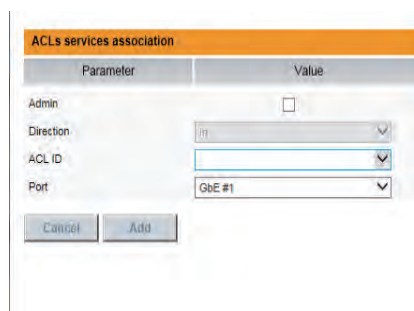 ACLs services association
Parameter Value
Admin
Direction in
ACL ID
Port GbE #1
Cancel Add